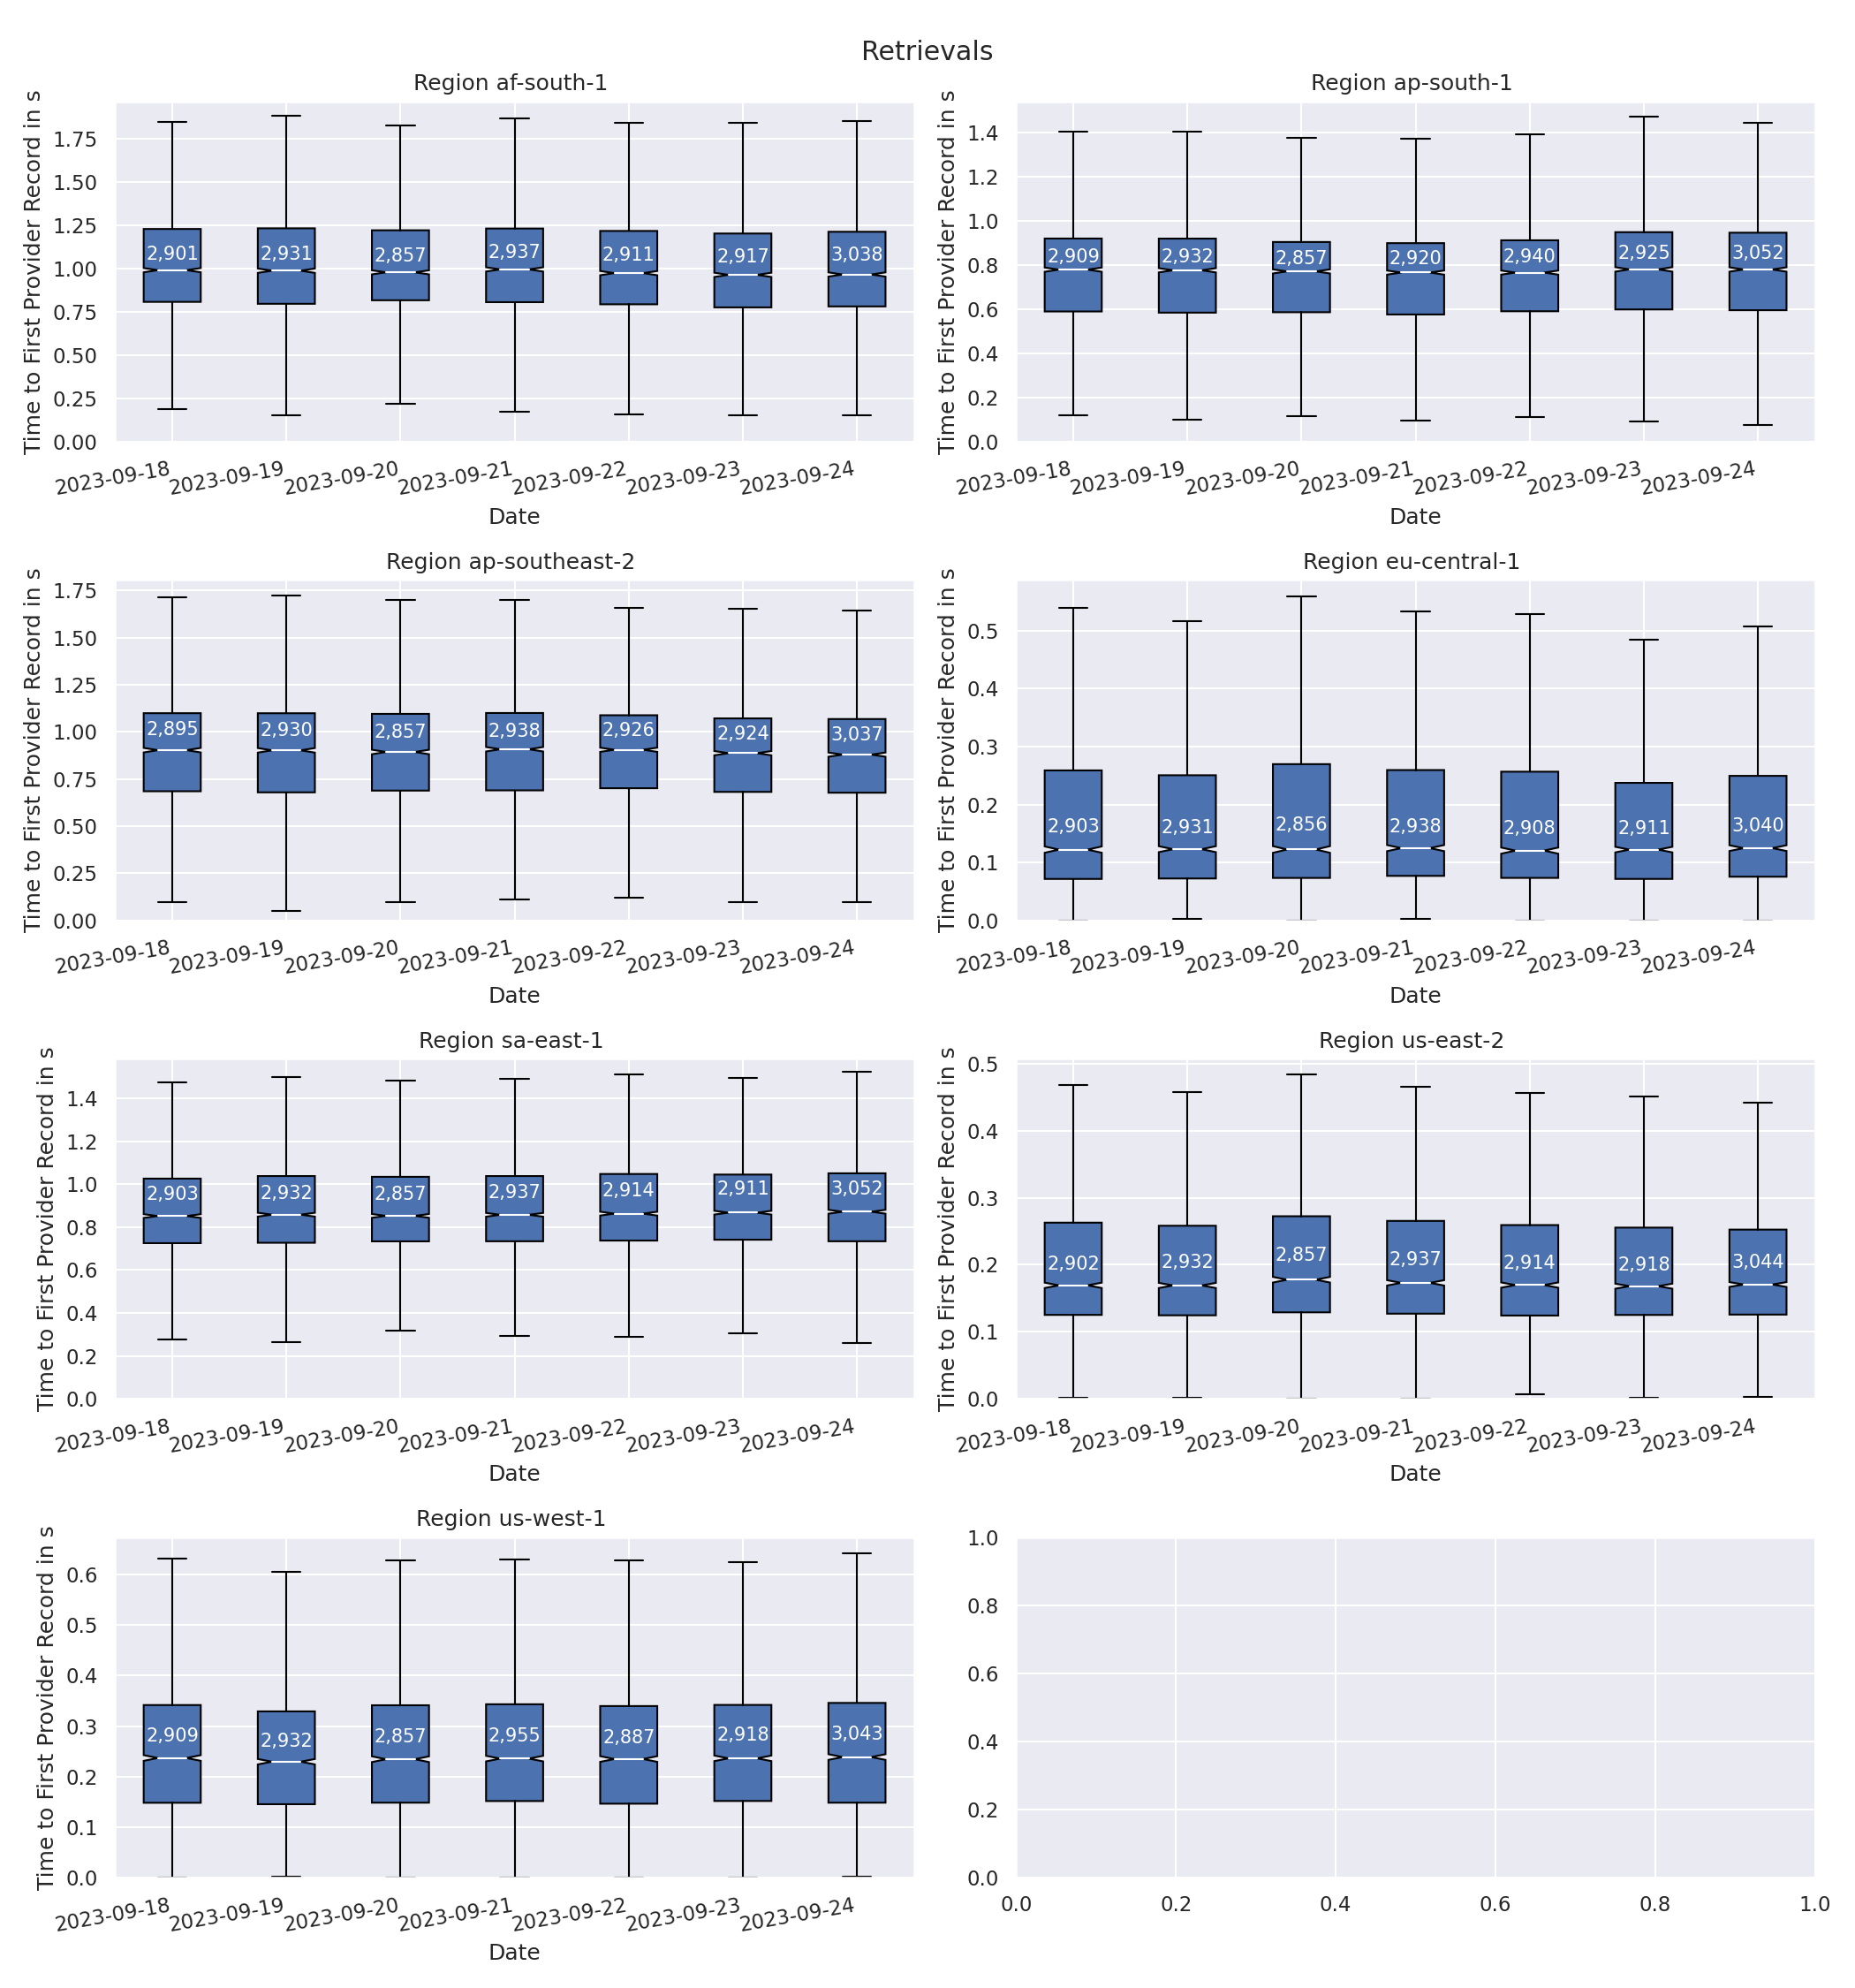 Retrievals
Region af-south-1
Time to First Provider Record in s
1.75
1.50
1.25
1.00
0.75
0.50
0.25
0.00
2,901 2,931 2,857 2,937 2,911 2,917 3,038
2023-09-18 2023-09-19 2023-09-20 2023-09-21 2023-09-22 2023-09-23 2023-09-24
Date
Region ap-south-1
Time to First Provider Record in s
1.4
1.2
1.0
0.8
0.6
0.4
0.2
0.0
2,909 2,932 2,857 2,920 2,940 2,925 3,052
2023-09-18 2023-09-19 2023-09-20 2023-09-21 2023-09-22 2023-09-23 2023-09-24
Date
Region ap-southeast-2
Time to First Provider Record in s
1.75
1.50
1.25
1.00
0.75
0.50
0.25
0.00
2,895 2,930 2,857 2,938 2,926 2,924 3,037
2023-09-18 2023-09-19 2023-09-20 2023-09-21 2023-09-22 2023-09-23 2023-09-24
Date
Region eu-central-1
Time to First Provider Record in s
0.5
0.4
0.3
0.2
0.1
0.0
2,903 2,931 2,856 2,938 2,908 2,911 3,040
2023-09-18 2023-09-19 2023-09-20 2023-09-21 2023-09-22 2023-09-23 2023-09-24
Date
Region sa-east-1
Time to First Provider Record in s
1.4
1.2
1.0
0.8
0.6
0.4
0.2
0.0
2,903 2,932 2,857 2,937 2,914 2,911 3,052
2023-09-18 2023-09-19 2023-09-20 2023-09-21 2023-09-22 2023-09-23 2023-09-24
Date
Region us-east-2
Time to First Provider Record in s
0.5
0.4
0.3
0.2
0.1
0.0
2,902 2,932 2,857 2,937 2,914 2,918 3,044
2023-09-18 2023-09-19 2023-09-20 2023-09-21 2023-09-22 2023-09-23 2023-09-24
Date
Region us-west-1
Time to First Provider Record in s
0.6
0.5
0.4
0.3
0.2
0.1
0.0
2,909 2,932 2,857 2,955 2,887 2,918 3,043
2023-09-18 2023-09-19 2023-09-20 2023-09-21 2023-09-22 2023-09-23 2023-09-24
Date
1.0
0.8
0.6
0.4
0.2
0.0
0.0 0.2 0.4 0.6 0.8 1.0